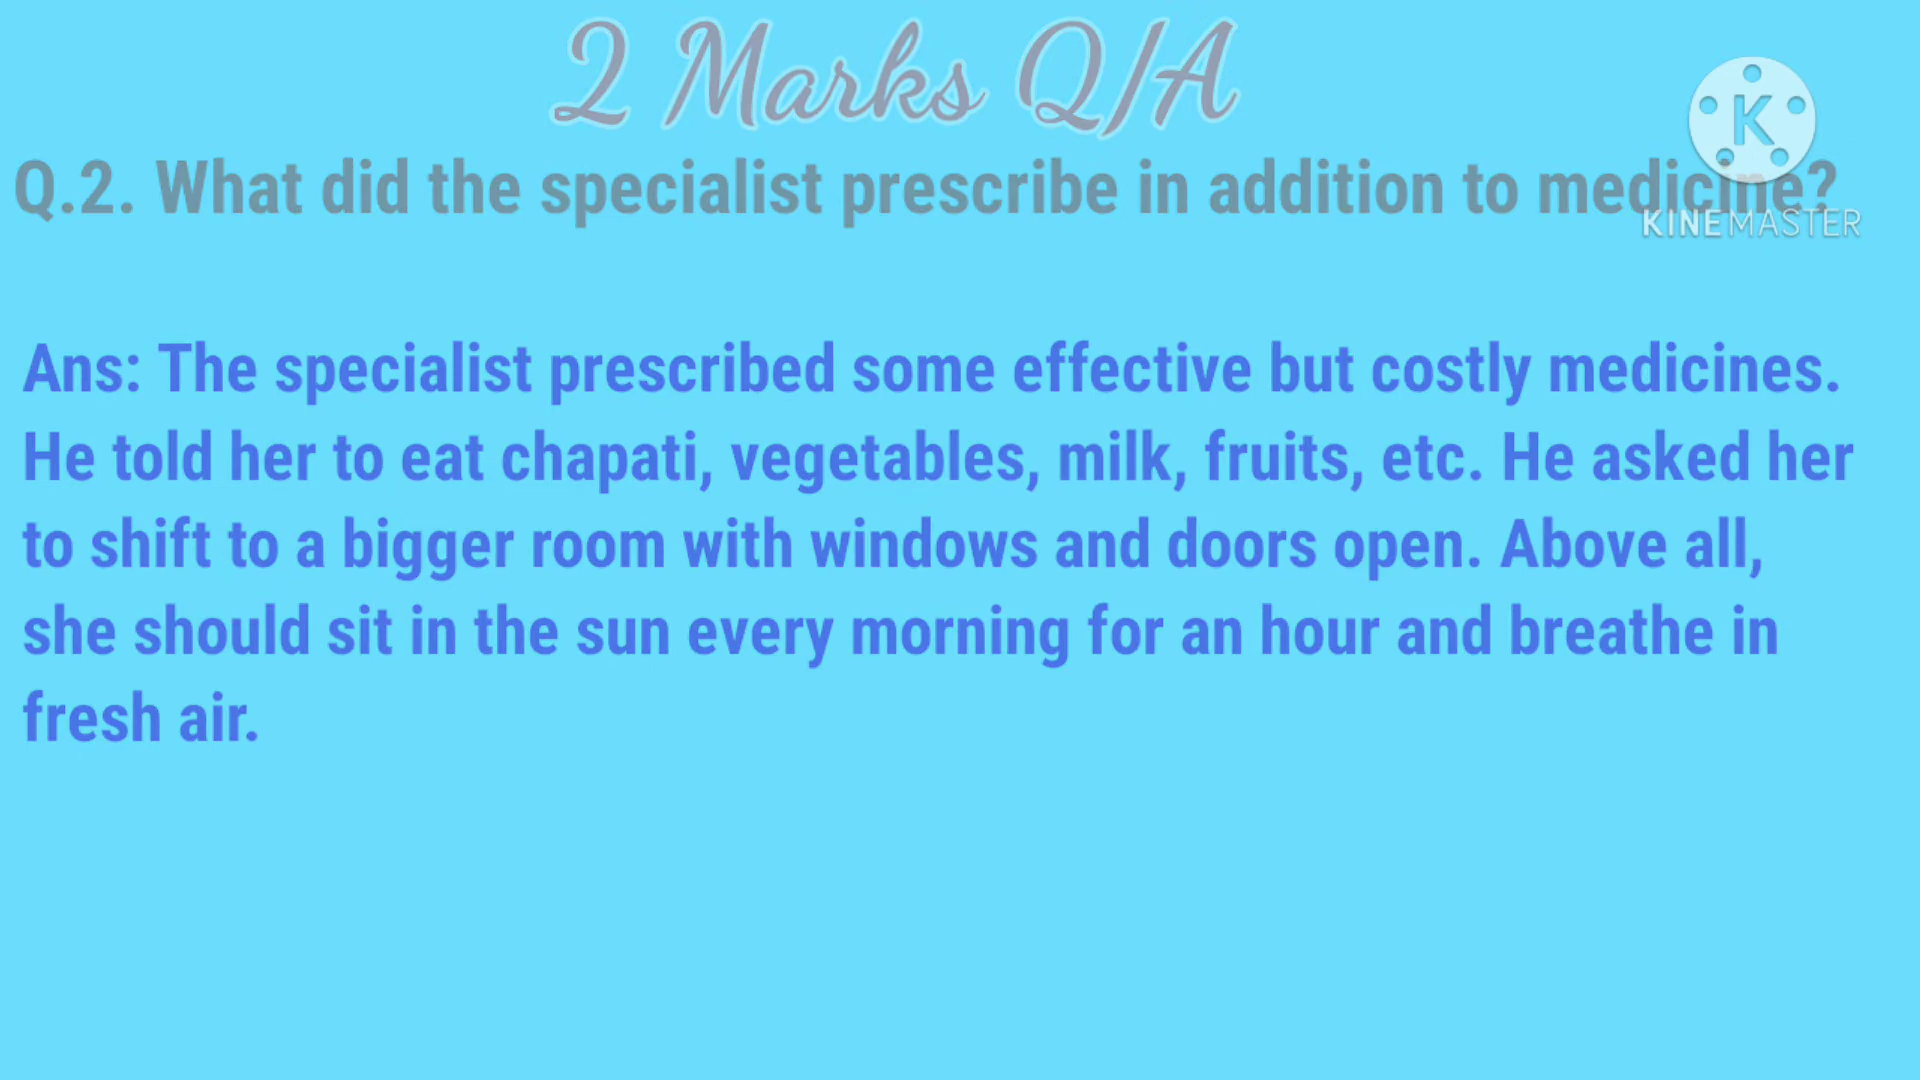 2 Marks Q/A
K
Q.2. What did the specialist prescribe in addition to medicine?
KINEMASTER
Ans: The specialist prescribed some effective but costly medicines.
He told her to eat chapati, vegetables, milk, fruits, etc. He asked her
to shift to a bigger room with windows and doors open. Above all,
she should sit in the sun every morning for an hour and breathe in
fresh air.